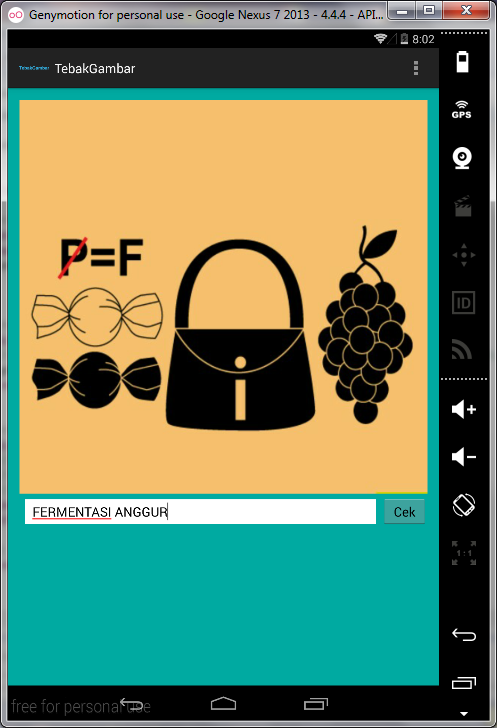 Genymotion for personal use - Google Nexus 7 2013 - 4.4.4 - API...
8:02
TebakGambar TebakGambar
GPS
P=F
ID
FERMENTASI ANGGUR
Cek
1:1
free for personal use